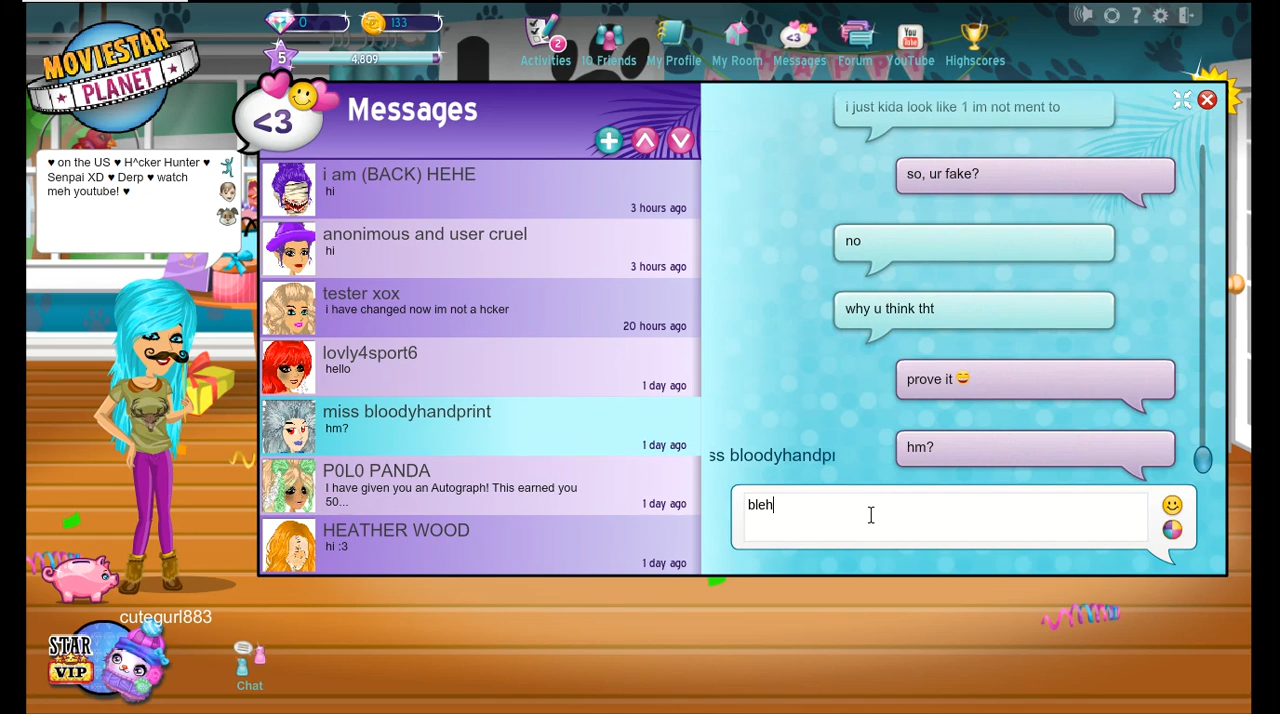 MOVIESTAR
PLANET
0
133
5
4,809
2
Activities
10 Friends
My Profile
<3
My Room
Messages
Forum
You
Tube
YouTube
Highscores
?
<3
Messages
♥ on the US ♥ H^cker Hunter ♥
Senpai XD ♥ Derp ♥ watch
meh youtube! ♥
i am (BACK) HEHE
hi
3 hours ago
anonimous and user cruel
hi
3 hours ago
tester xox
i have changed now im not a hcker
20 hours ago
lovly4sport6
hello
1 day ago
miss bloodyhandprint
hm?
1 day ago
P0L0 PANDA
I have given you an Autograph! This earned you
50...
1 day ago
HEATHER WOOD
hi :3
1 day ago
i just kida look like 1 im not ment to
so, ur fake?
no
why u think tht
prove it 😄
hm?
ss bloodyhandpr
bleh
cutegurl883
STAR
VIP
Chat